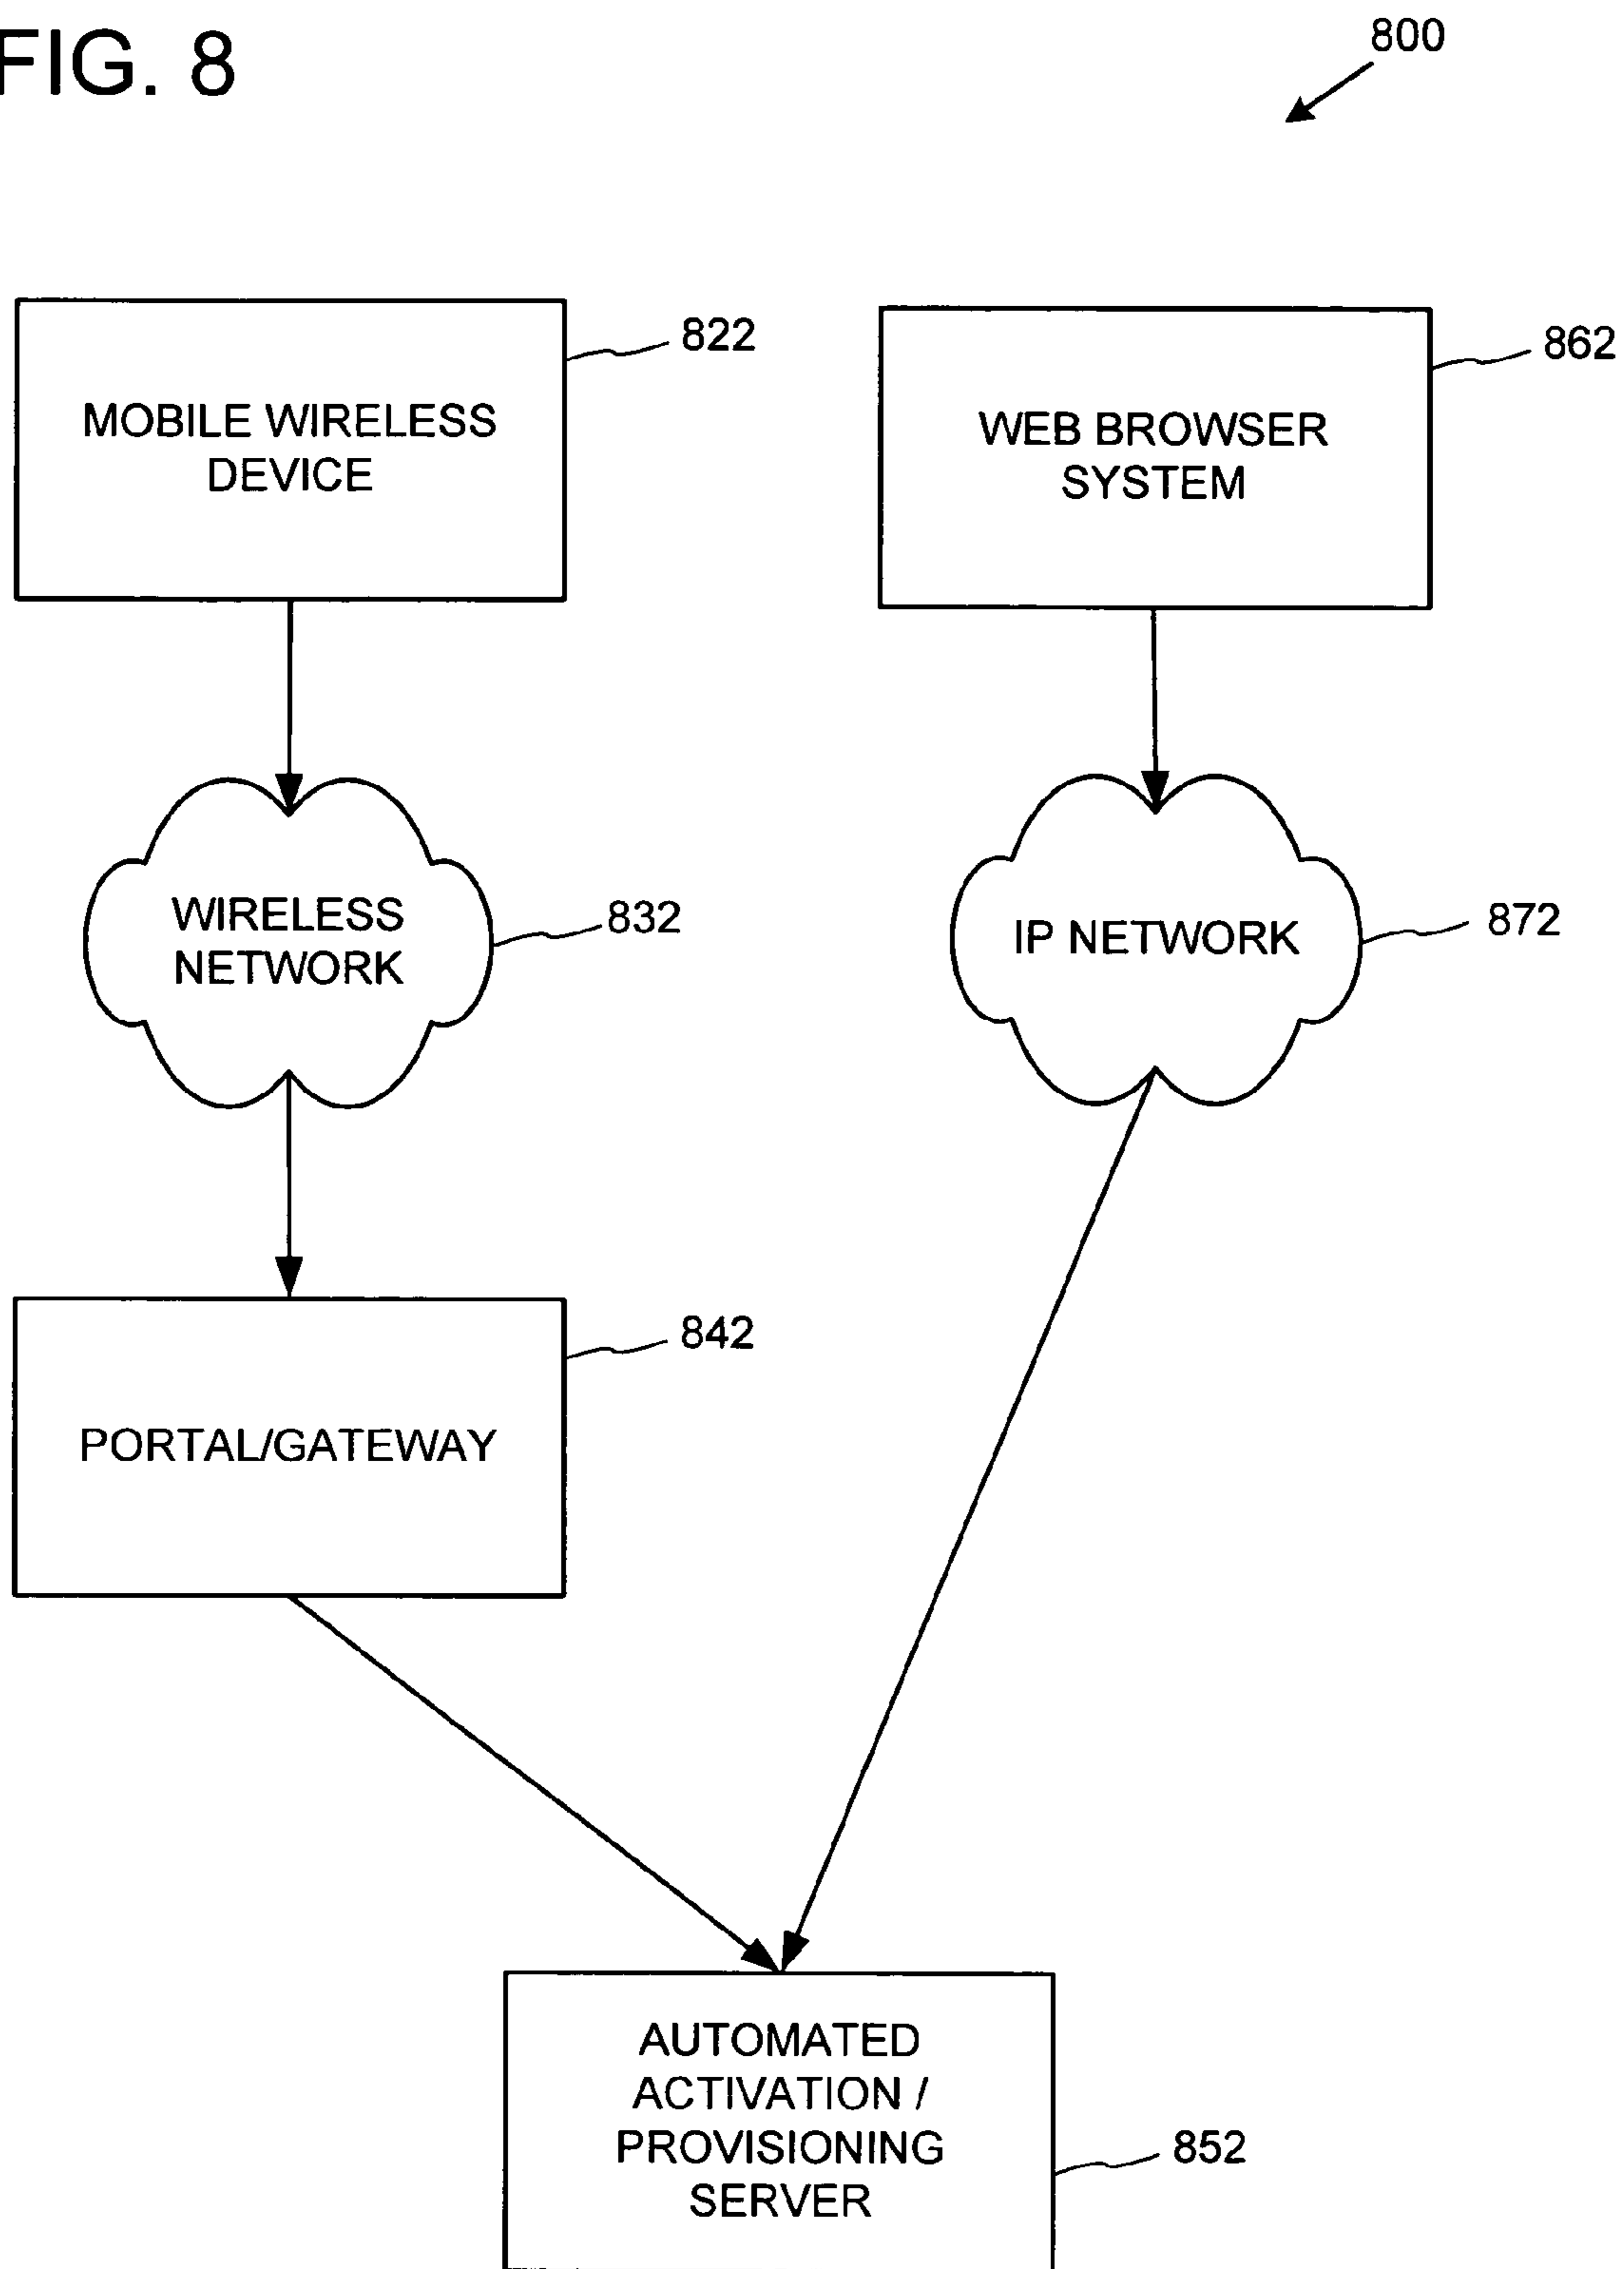 FIG. 8
800
822
862
MOBILE WIRELESS
DEVICE
WEB BROWSER
SYSTEM
WIRELESS
NETWORK
832
IP NETWORK
872
842
PORTAL/GATEWAY
AUTOMATED
ACTIVATION /
PROVISIONING
SERVER
852